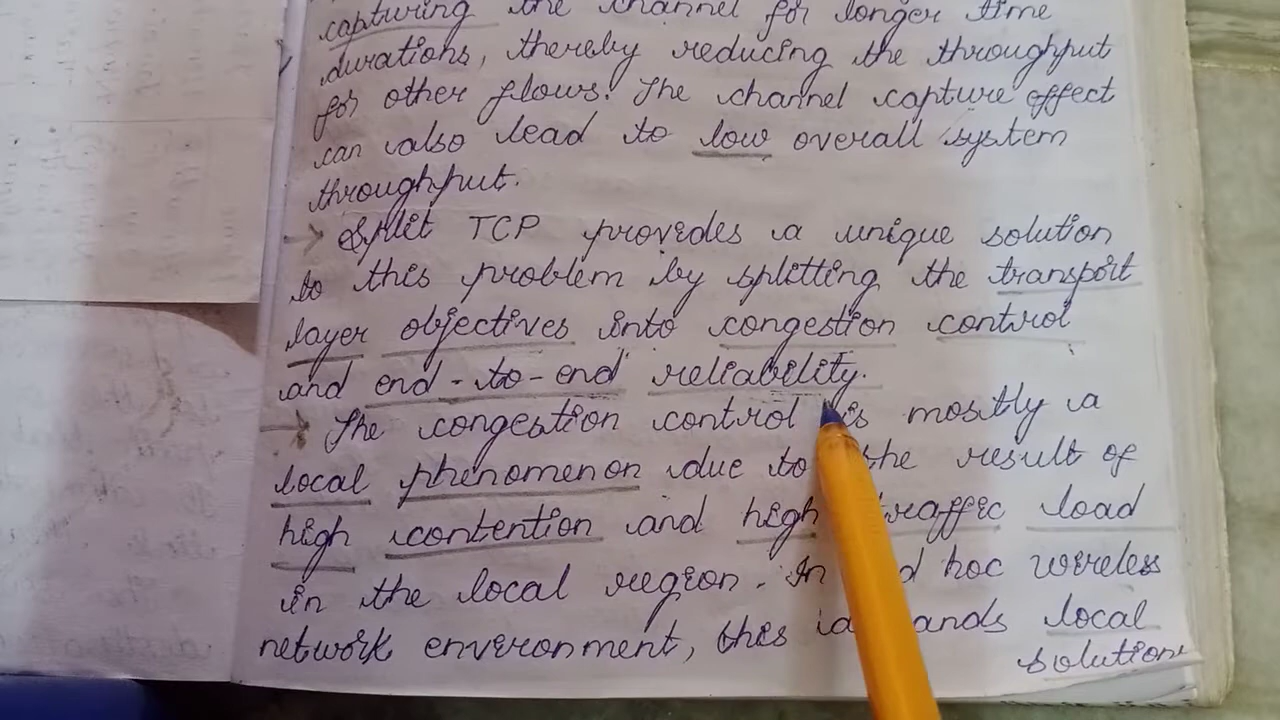 capturing the channel for longer time
durations, thereby reducing the throughput
for other flows. The channel capture effect
can also lead to low overall system
throughput.
→ Split TCP provides a unique solution
to this problem by splitting the transport
layer objectives into congestion control
and end-to-end reliability.
→ The congestion control is mostly a
local phenomenon due to the result of
high contention and high traffic load
in the local region. In hoc wireless
network environment, this local
solutions